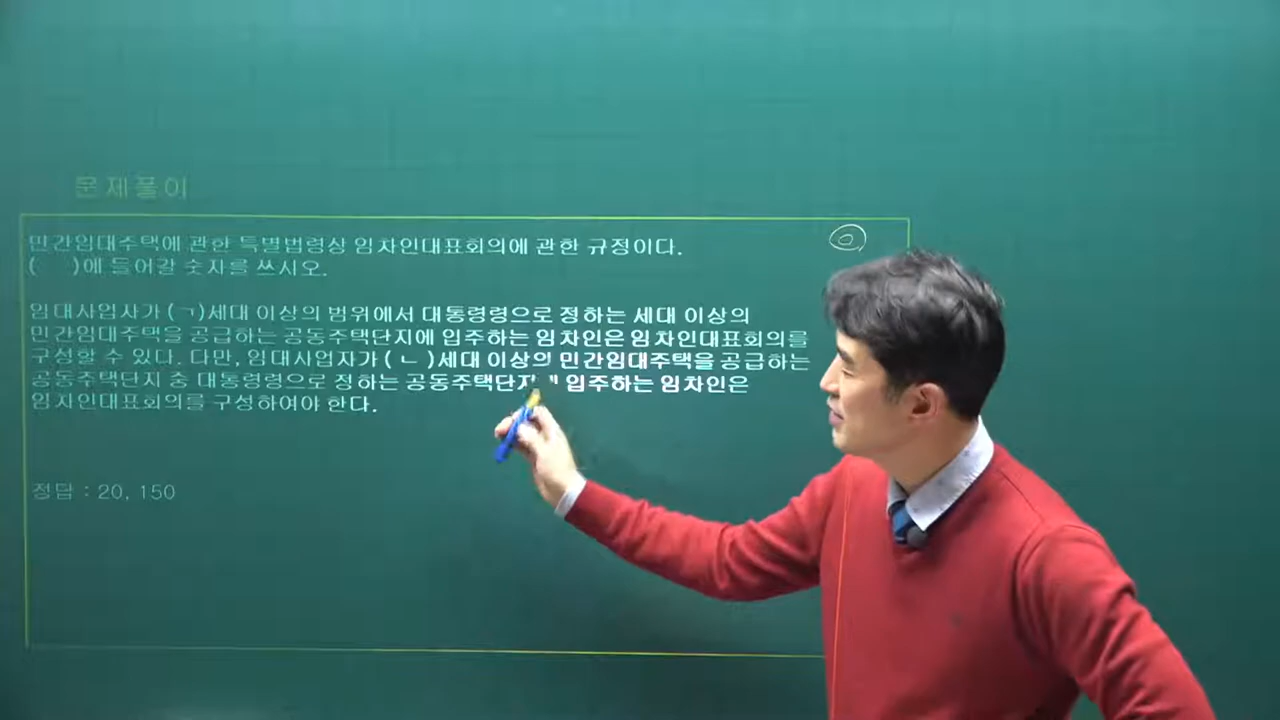 문제풀이
민간임대주택에 관한 특별법령상 임차인대표회의에 관한 규정이다.
(    )에 들어갈 숫자를 쓰시오.
임대사업자가 (ㄱ)세대 이상의 범위에서 대통령령으로 정하는 세대 이상의
민간임대주택을 공급하는 공동주택단지에 입주하는 임차인은 임차인대표회의를
구성할 수 있다. 다만, 임대사업자가 ( ㄴ )세대 이상의 민간임대주택을 공급하는
공동주택단지 중 대통령령으로 정하는 공동주택단지에 입주하는 임차인은
임차인대표회의를 구성하여야 한다.
정답 : 20, 150